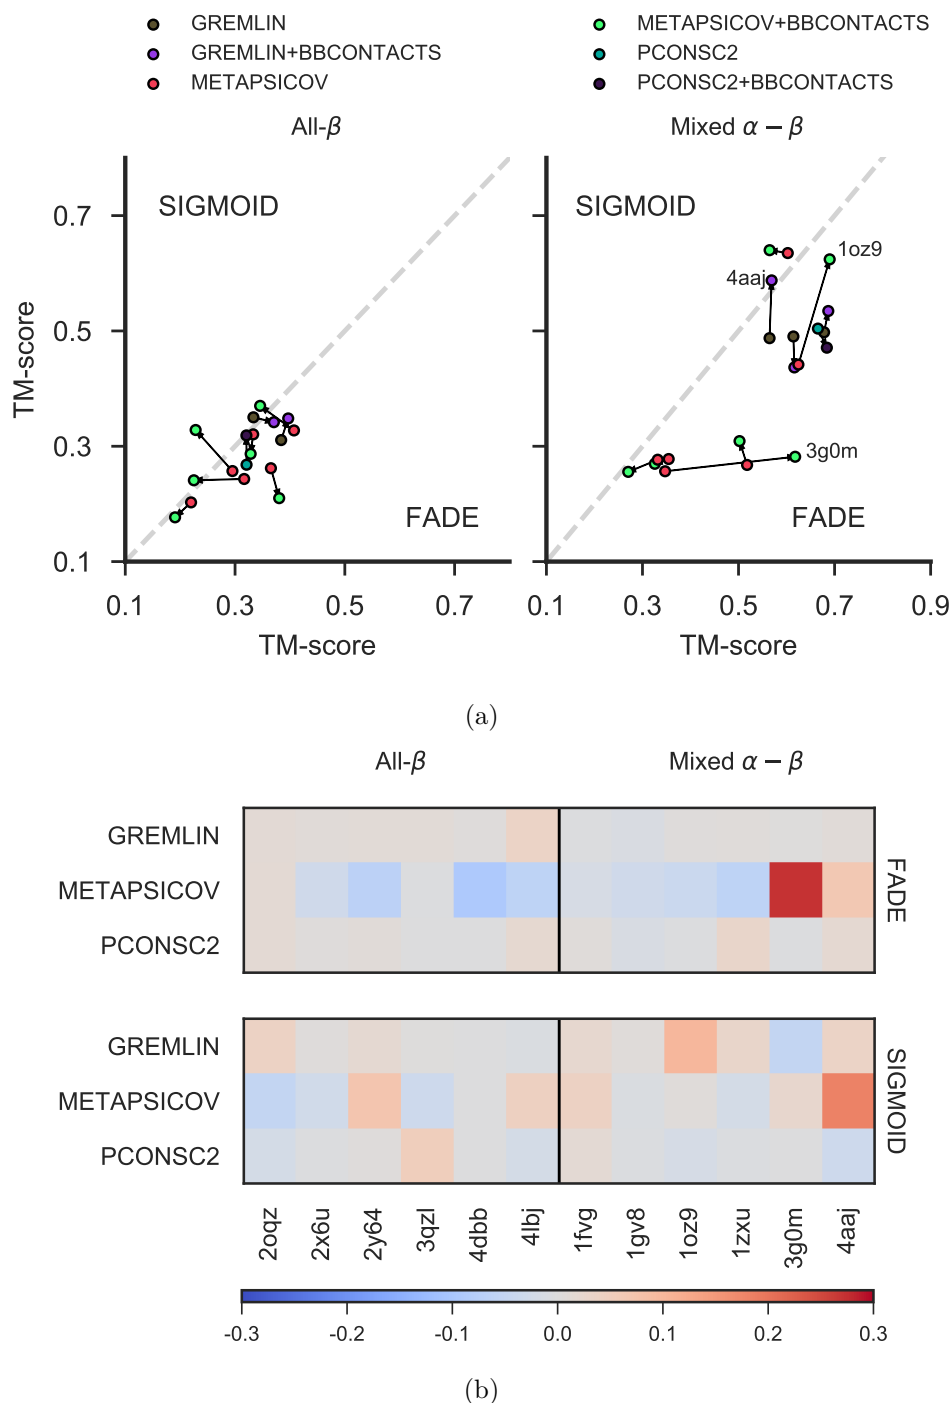 GREMLIN
GREMLIN+BBCONTACTS
METAPSICOV
METAPSICOV+BBCONTACTS
PCONSC2
PCONSC2+BBCONTACTS
All-β
Mixed α − β
TM-score
0.7
0.5
0.3
0.1
SIGMOID
FADE
0.1 0.3 0.5 0.7
TM-score
SIGMOID
1oz9
4aaj
3g0m
FADE
0.1 0.3 0.5 0.7 0.9
TM-score
(a)
All-β
Mixed α − β
GREMLIN
METAPSICOV
PCONSC2
FADE
GREMLIN
METAPSICOV
PCONSC2
SIGMOID
2oqz 2x6u 2y64 3qzl 4dbb 4lbj 1fvg 1gv8 1oz9 1zxu 3g0m 4aaj
-0.3 -0.2 -0.1 0.0 0.1 0.2 0.3
(b)